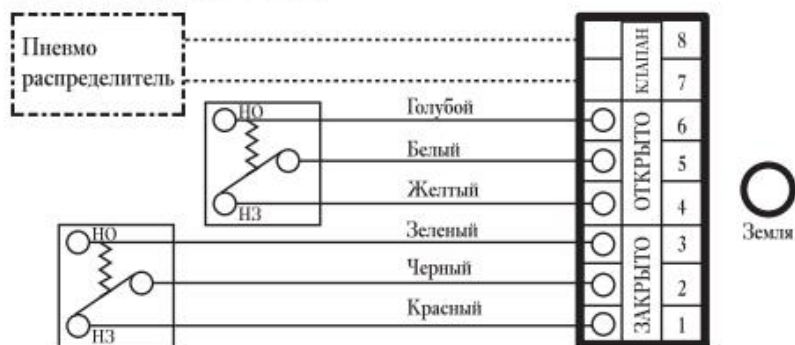 Пневмо
распределитель
НО
НЗ
Голубой
Белый
Желтый
НО
НЗ
Зеленый
Черный
Красный
КЛАПАН
ОТКРЫТО
ЗАКРЫТО
8
7
6
5
4
3
2
1
Земля